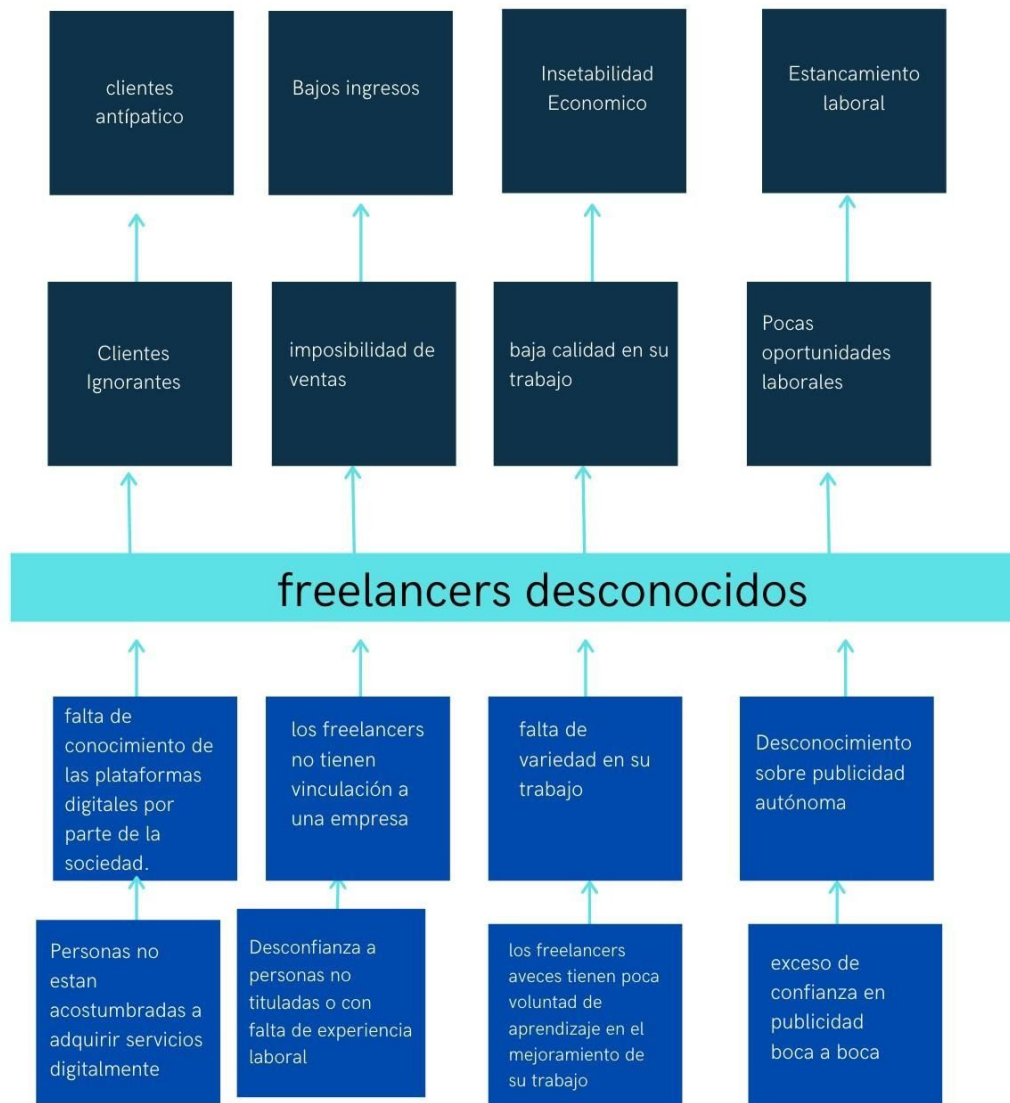 clientes
antípatico
Bajos ingresos
Insetabilidad
Economico
Estancamiento
laboral
Clientes
Ignorantes
imposibilidad de
ventas
baja calidad en su
trabajo
Pocas
oportunidades
laborales
freelancers desconocidos
falta de
conocimiento de
las plataformas
digitales por
parte de la
sociedad.
los freelancers
no tienen
vinculación a
una empresa
falta de
variedad en su
trabajo
Desconocimiento
sobre publicidad
autónoma
Personas no
estan
acostumbradas a
adquirir servicios
digitalmente
Desconfianza a
personas no
tituladas o con
falta de experiencia
laboral
los freelancers
aveces tienen poca
voluntad de
aprendizaje en el
mejoramiento de
su trabajo
exceso de
confianza en
publicidad
boca a boca